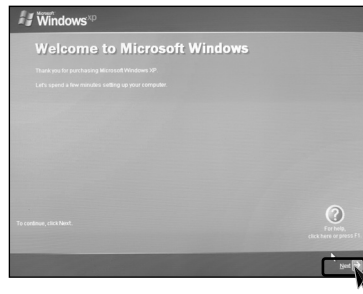 Microsoft
Windows xp
Welcome to Microsoft Windows
Thank you for purchasing Microsoft Windows XP
Let's spend a few minutes setting up your computer.
To continue, click Next.
?
For help,
click here or press F1.
Next